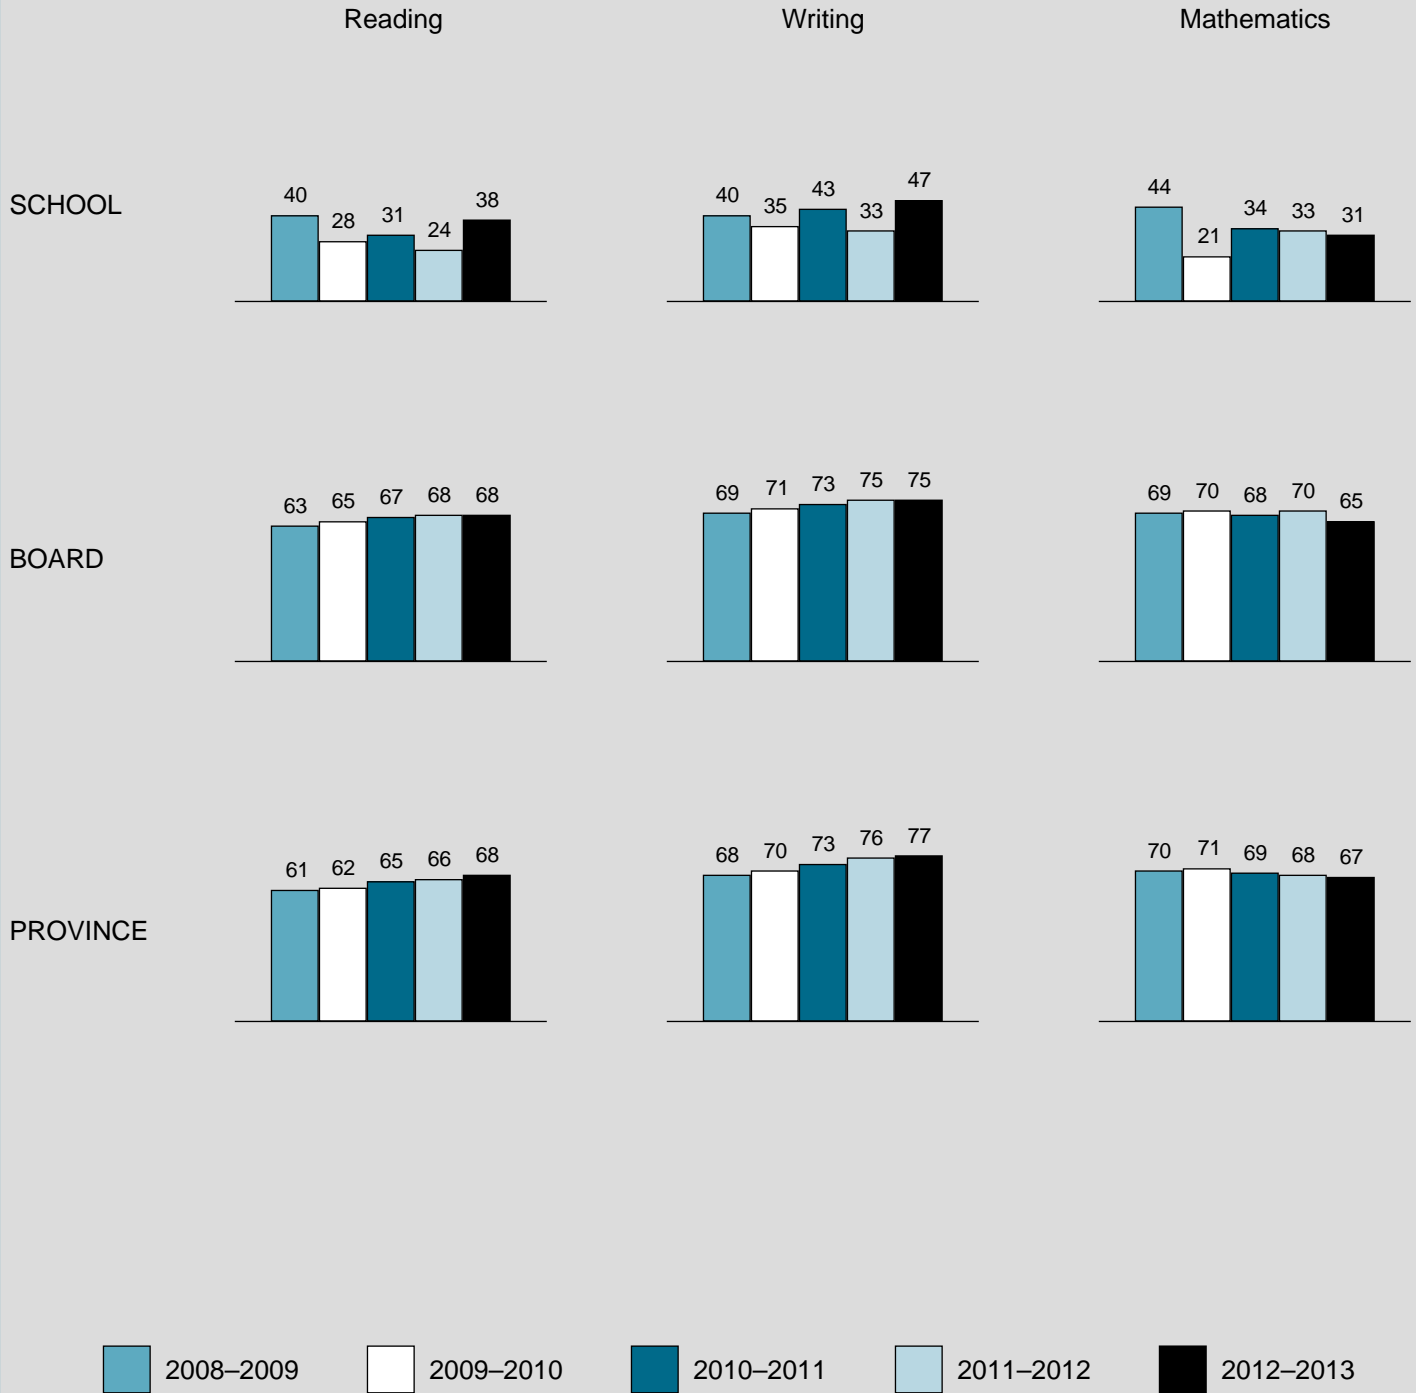 Reading Writing Mathematics
SCHOOL
40 28 31 24 38
40 35 43 33 47
44 21 34 33 31
BOARD
63 65 67 68 68
69 71 73 75 75
69 70 68 70 65
PROVINCE
61 62 65 66 68
68 70 73 76 77
70 71 69 68 67
2008–2009 2009–2010 2010–2011 2011–2012 2012–2013